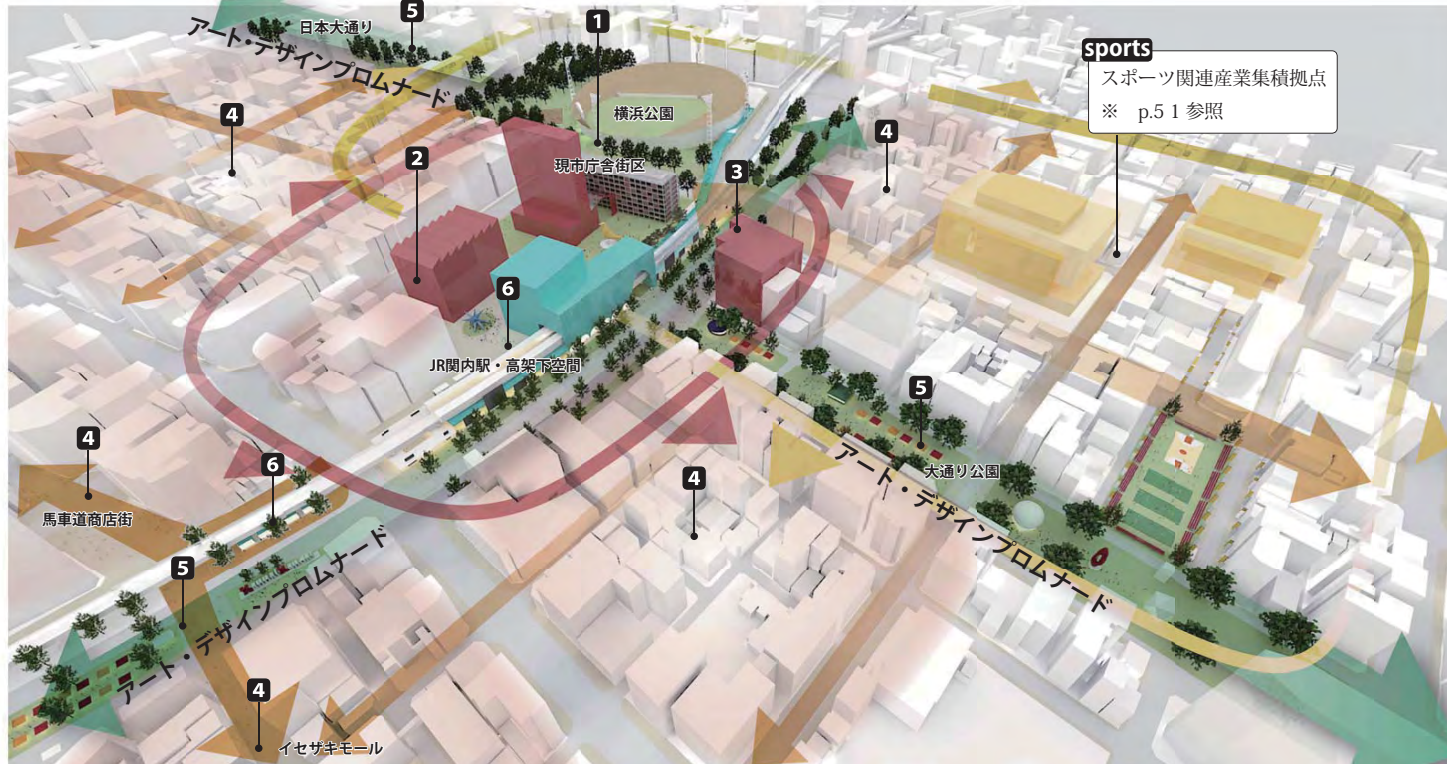 5
日本大通り
アート・デザインプロムナード
1
sports
スポーツ関連産業集積拠点
※ p.5 1 参照
4
横浜公園
4
2
現市庁舎街区
3
6
JR関内駅・高架下空間
5
大通り公園
アート・デザインプロムナード
4
6
馬車道商店街
4
5
アート・デザインプロムナード
4
イセザキモール